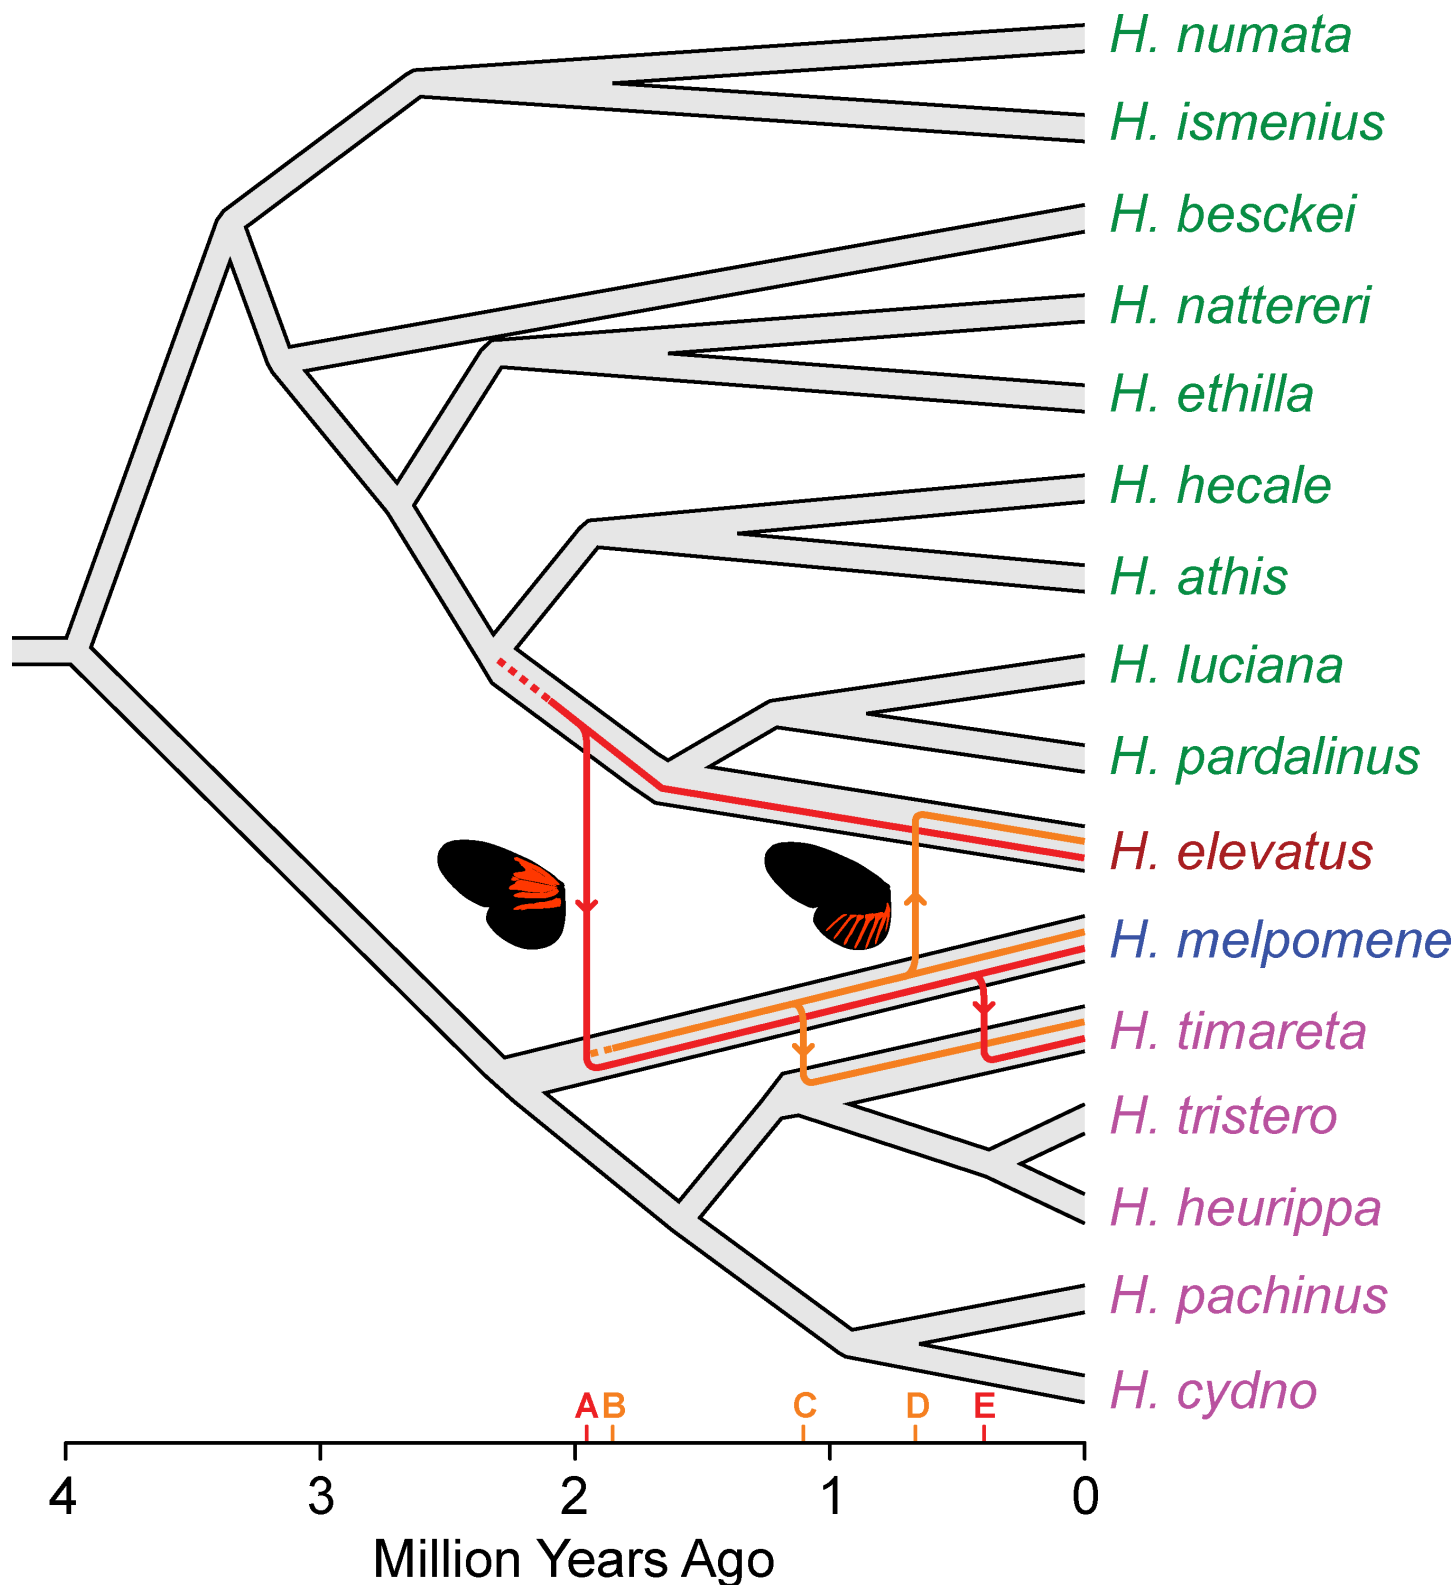 H. numata
H. ismenius
H. besckei
H. nattereri
H. ethilla
H. hecale
H. athis
H. luciana
H. pardalinus
H. elevatus
H. melpomene
H. timareta
H. tristero
H. heurippa
H. pachinus
H. cydno
A B C D E
4 3 2 1 0
Million Years Ago